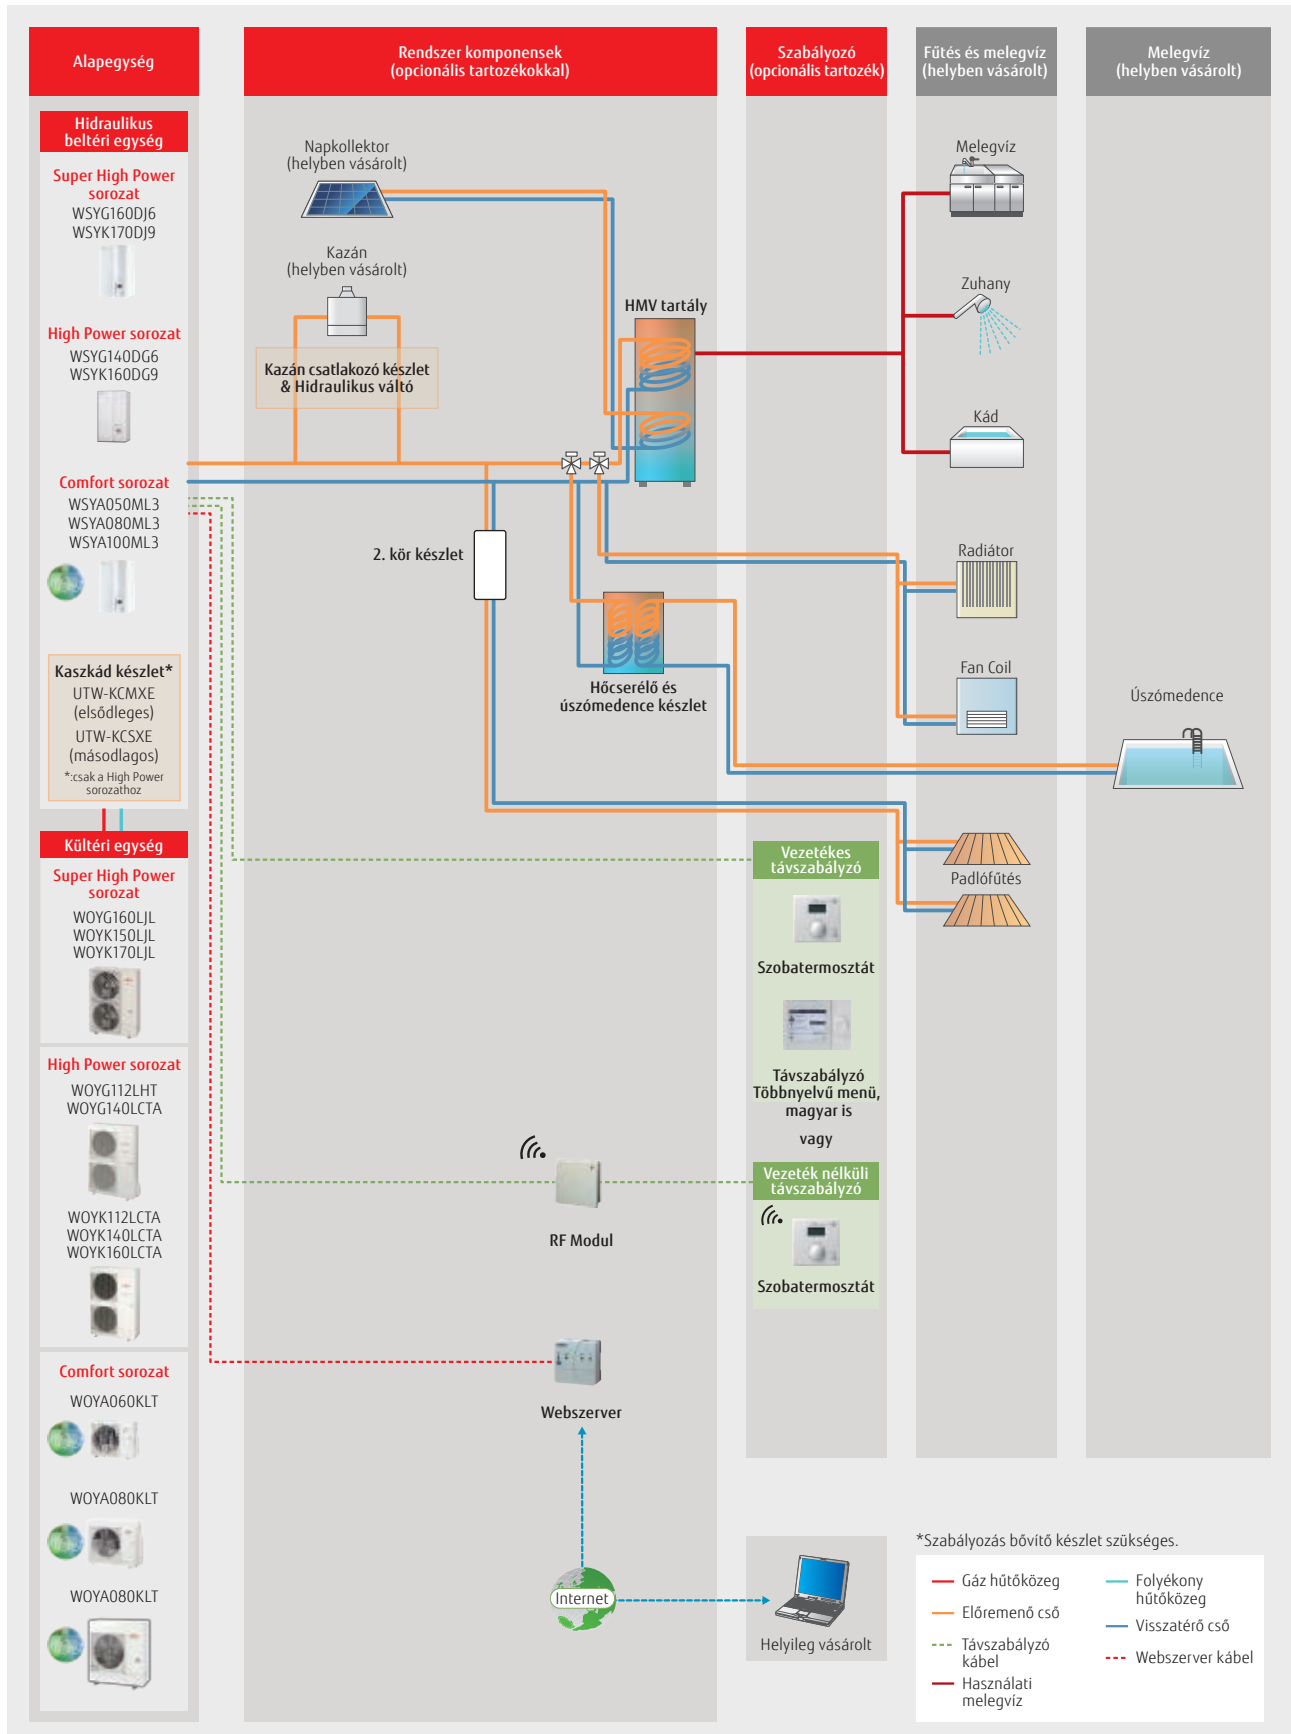 Alapegység
Rendszer komponensek
(opcionális tartozékokkal)
Szabályozó
(opcionális tartozék)
Fűtés és melegvíz
(helyben vásárolt)
Melegvíz
(helyben vásárolt)
Hidraulikus
beltéri egység
Super High Power
sorozat
WSYG160DJ6
WSYK170DJ9
High Power sorozat
WSYG140DG6
WSYK160DG9
Comfort sorozat
WSYA050ML3
WSYA080ML3
WSYA100ML3
Kaszkád készlet*
UTW-KCMXE
(elsődleges)
UTW-KCSXE
(másodlagos)
*:csak a High Power
sorozathoz
Kültéri egység
Super High Power
sorozat
WOYG160LJL
WOYK150LJL
WOYK170LJL
High Power sorozat
WOYG112LHT
WOYG140LCTA
WOYK112LCTA
WOYK140LCTA
WOYK160LCTA
Comfort sorozat
WOYA060KLT
WOYA080KLT
WOYA080KLT
Napkollektor
(helyben vásárolt)
Kazán
(helyben vásárolt)
Kazán csatlakozó készlet
& Hidraulikus váltó
HMV tartály
2. kör készlet
Hőcserélő és
úszómedence készlet
RF Modul
Webszerver
Internet
Vezetékes
távszabályzó
Szobatermosztát
Távszabályzó
Többnyelvű menü,
magyar is
vagy
Vezeték nélküli
távszabályzó
Szobatermosztát
Helyileg vásárolt
Melegvíz
Zuhany
Kád
Radiátor
Fan Coil
Padlófűtés
Úszómedence
*Szabályozás bővítő készlet szükséges.
Gáz hűtőközeg
Előremenő cső
Távszabályzó
kábel
Használati
melegvíz
Folyékony
hűtőközeg
Visszatérő cső
Webszerver kábel